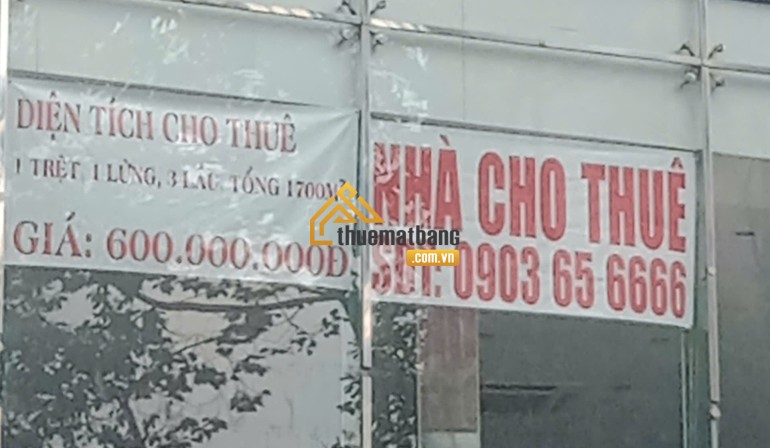 DIỆN TÍCH CHO THUÊ
1 TRỆT, 1 LỬNG, 3 LẦU, TỔNG 1700M²
GIÁ: 600.000.000Đ
NHÀ CHO THUÊ
SĐT: 0903 65 6666
thuematbang
.com.vn